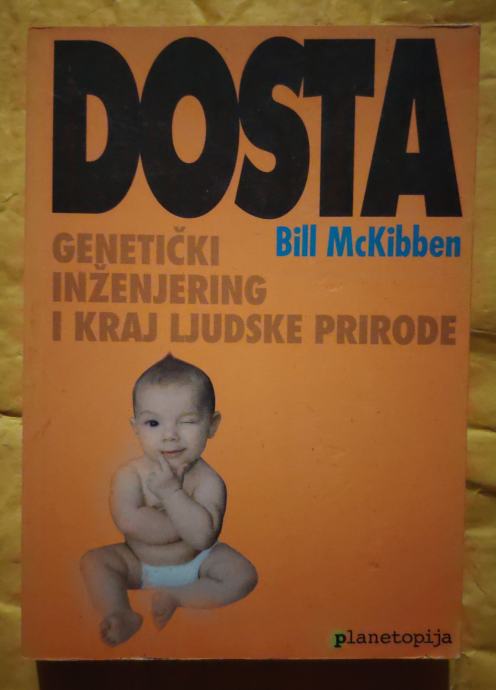 DOSTA
Bill McKibben
GENETIČKI
INŽENJERING
I KRAJ LJUDSKE PRIRODE
planetopija